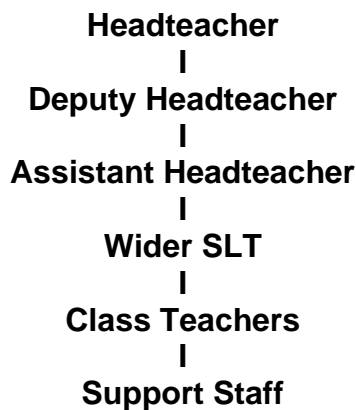 Headteacher
I
Deputy Headteacher
I
Assistant Headteacher
I
Wider SLT
I
Class Teachers
I
Support Staff